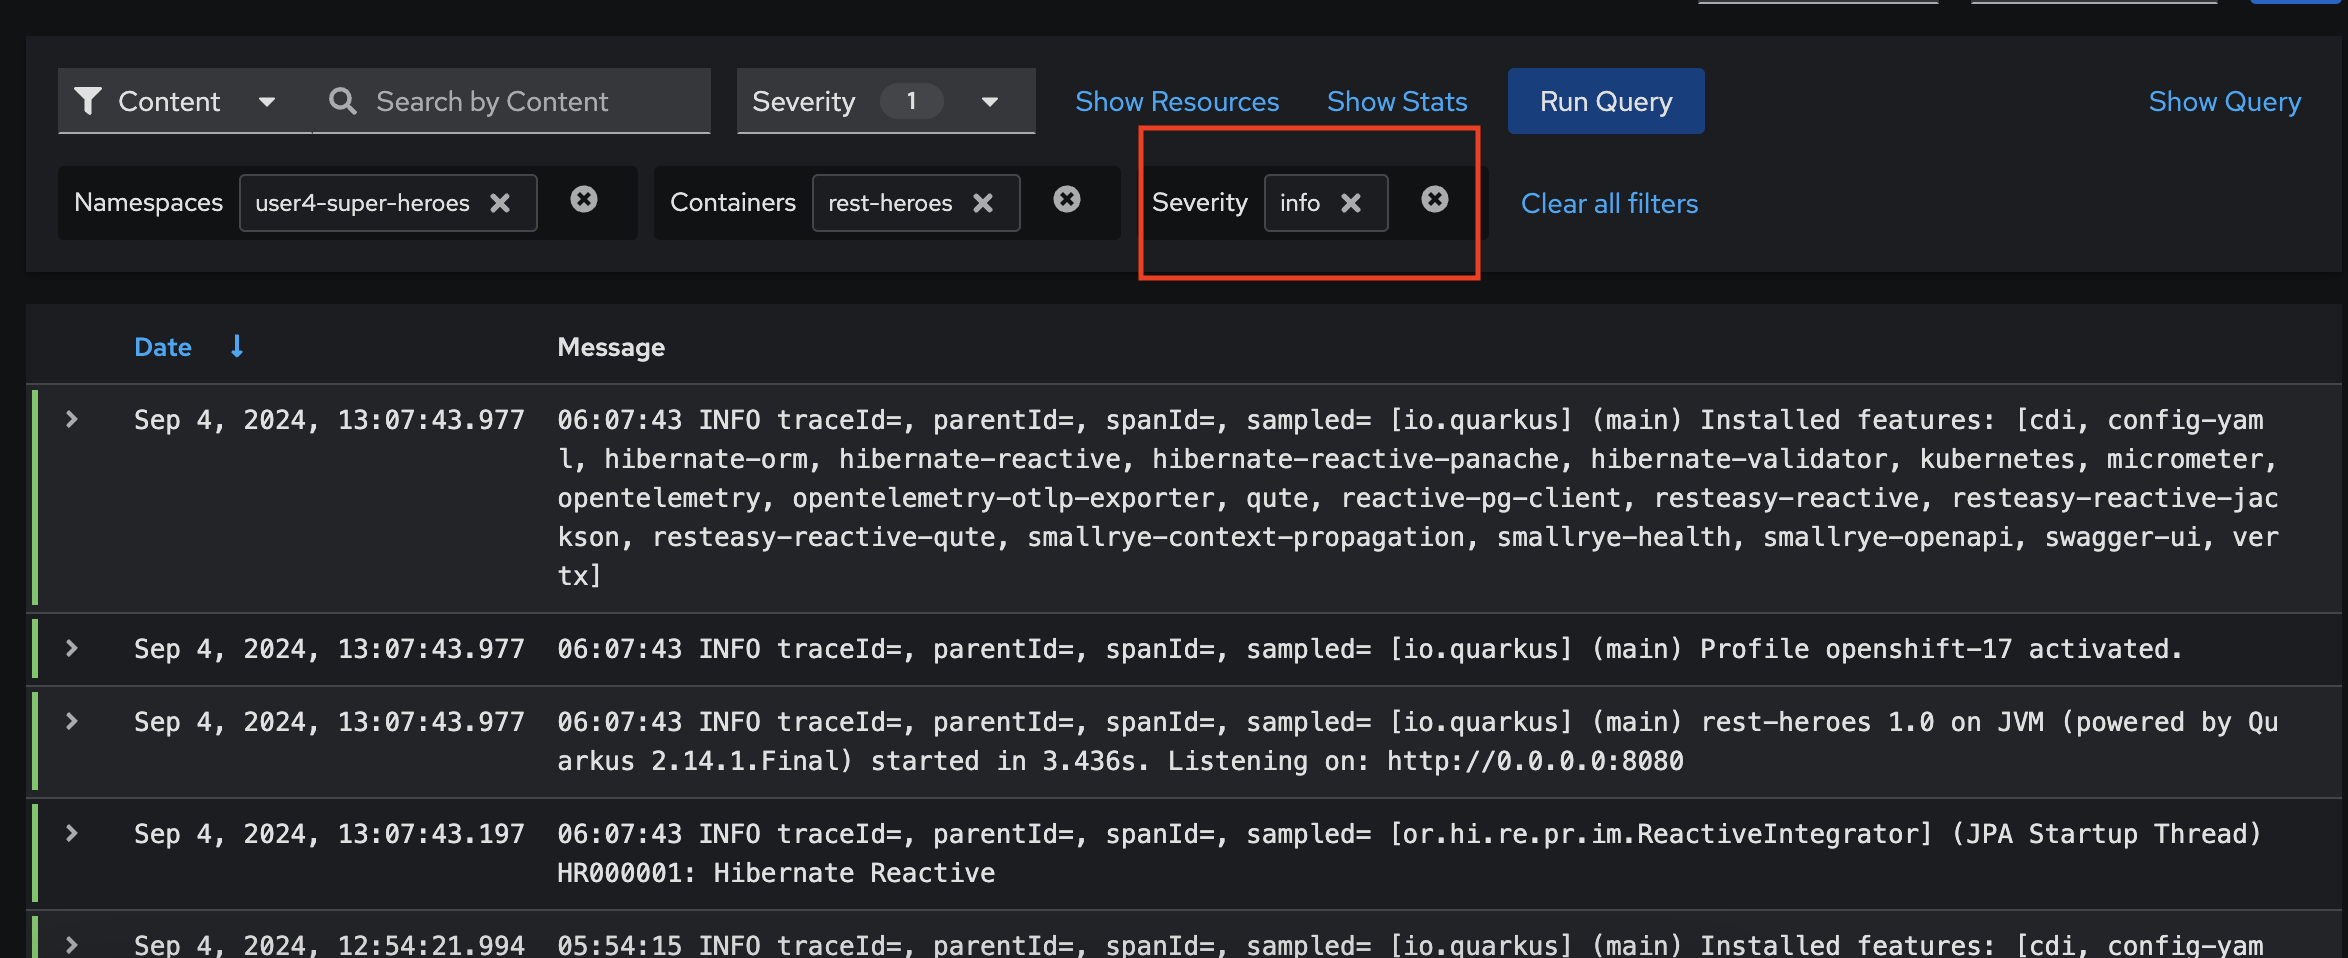 Content Search by Content Severity 1 Show Resources Show Stats Run Query Show Query
Namespaces user4-super-heroes Containers rest-heroes Severity info Clear all filters
Date Message
Sep 4, 2024, 13:07:43.977 06:07:43 INFO traceId=, parentId=, spanId=, sampled= [io.quarkus] (main) Installed features: [cdi, config-yam
l, hibernate-orm, hibernate-reactive, hibernate-reactive-panache, hibernate-validator, kubernetes, micrometer,
opentelemetry, opentelemetry-otlp-exporter, qute, reactive-pg-client, resteasy-reactive, resteasy-reactive-jac
kson, resteasy-reactive-qute, smallrye-context-propagation, smallrye-health, smallrye-openapi, swagger-ui, ver
tx]
Sep 4, 2024, 13:07:43.977 06:07:43 INFO traceId=, parentId=, spanId=, sampled= [io.quarkus] (main) Profile openshift-17 activated.
Sep 4, 2024, 13:07:43.977 06:07:43 INFO traceId=, parentId=, spanId=, sampled= [io.quarkus] (main) rest-heroes 1.0 on JVM (powered by Qu
arkus 2.14.1.Final) started in 3.436s. Listening on: http://0.0.0.0:8080
Sep 4, 2024, 13:07:43.197 06:07:43 INFO traceId=, parentId=, spanId=, sampled= [or.hi.re.pr.im.ReactiveIntegrator] (JPA Startup Thread)
HR000001: Hibernate Reactive
Sep 4, 2024, 12:54:21.994 05:54:15 INFO traceId=, parentId=, spanId=, sampled= [io.quarkus] (main) Installed features: [cdi, config-yam